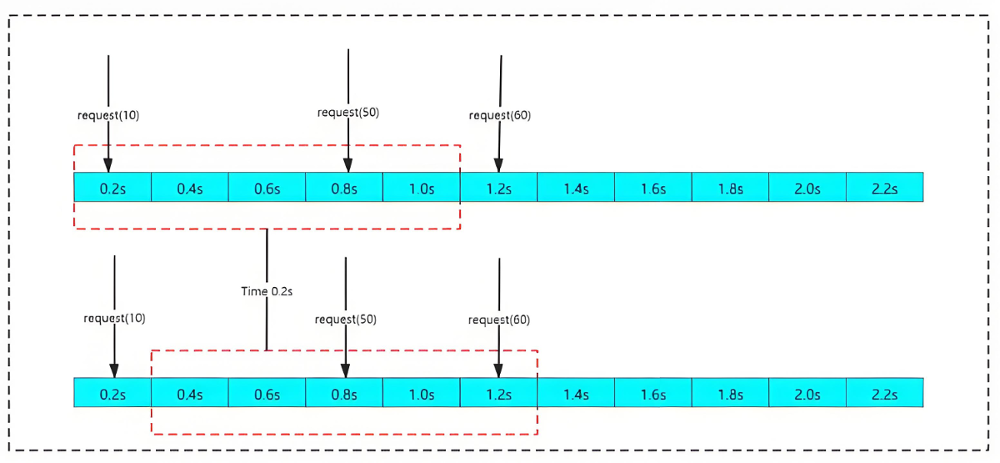 request(10)
request(50)
request(60)
0.2s 0.4s 0.6s 0.8s 1.0s 1.2s 1.4s 1.6s 1.8s 2.0s 2.2s
Time 0.2s
request(10)
request(50)
request(60)
0.2s 0.4s 0.6s 0.8s 1.0s 1.2s 1.4s 1.6s 1.8s 2.0s 2.2s